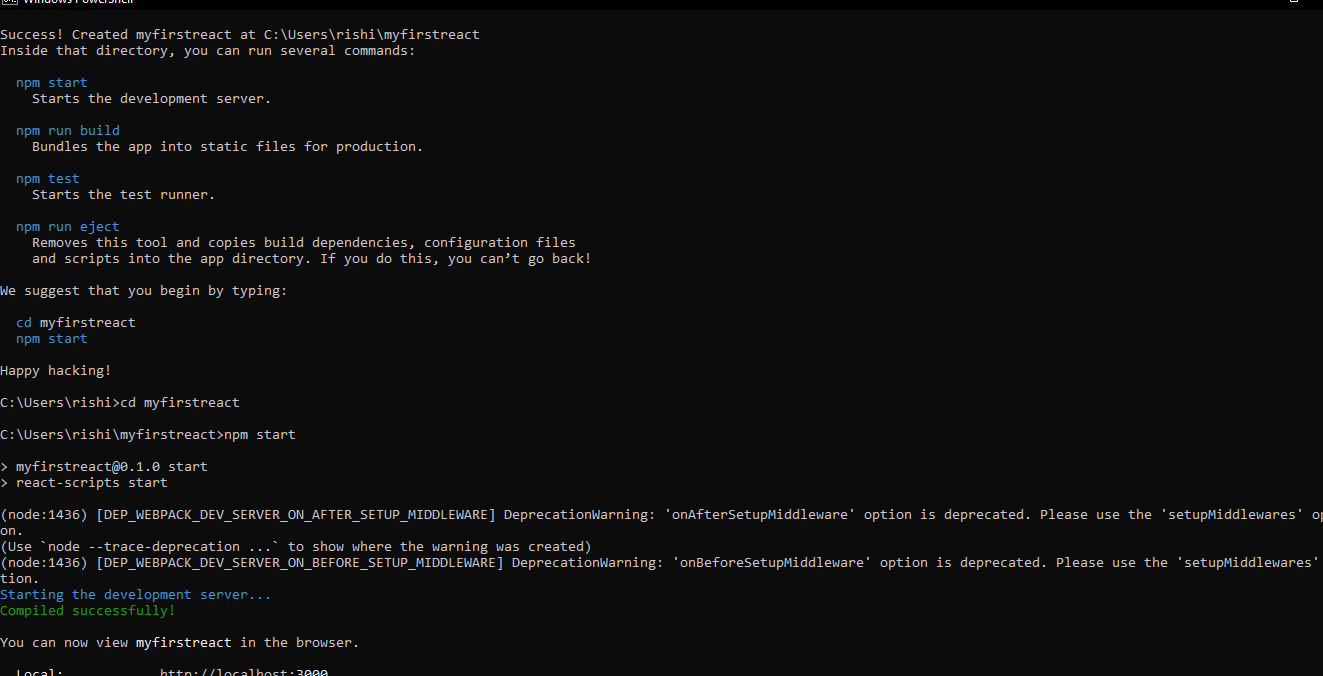 Windows PowerShell
Success! Created myfirstreact at C:\Users\rishi\myfirstreact
Inside that directory, you can run several commands:
npm start
Starts the development server.
npm run build
Bundles the app into static files for production.
npm test
Starts the test runner.
npm run eject
Removes this tool and copies build dependencies, configuration files
and scripts into the app directory. If you do this, you can’t go back!
We suggest that you begin by typing:
cd myfirstreact
npm start
Happy hacking!
C:\Users\rishi>cd myfirstreact
C:\Users\rishi\myfirstreact>npm start
> myfirstreact@0.1.0 start
> react-scripts start
(node:1436) [DEP_WEBPACK_DEV_SERVER_ON_AFTER_SETUP_MIDDLEWARE] DeprecationWarning: 'onAfterSetupMiddleware' option is deprecated. Please use the 'setupMiddlewares' op
on.
(Use `node --trace-deprecation ...` to show where the warning was created)
(node:1436) [DEP_WEBPACK_DEV_SERVER_ON_BEFORE_SETUP_MIDDLEWARE] DeprecationWarning: 'onBeforeSetupMiddleware' option is deprecated. Please use the 'setupMiddlewares'
tion.
Starting the development server...
Compiled successfully!
You can now view myfirstreact in the browser.
Local: http://localhost:3000